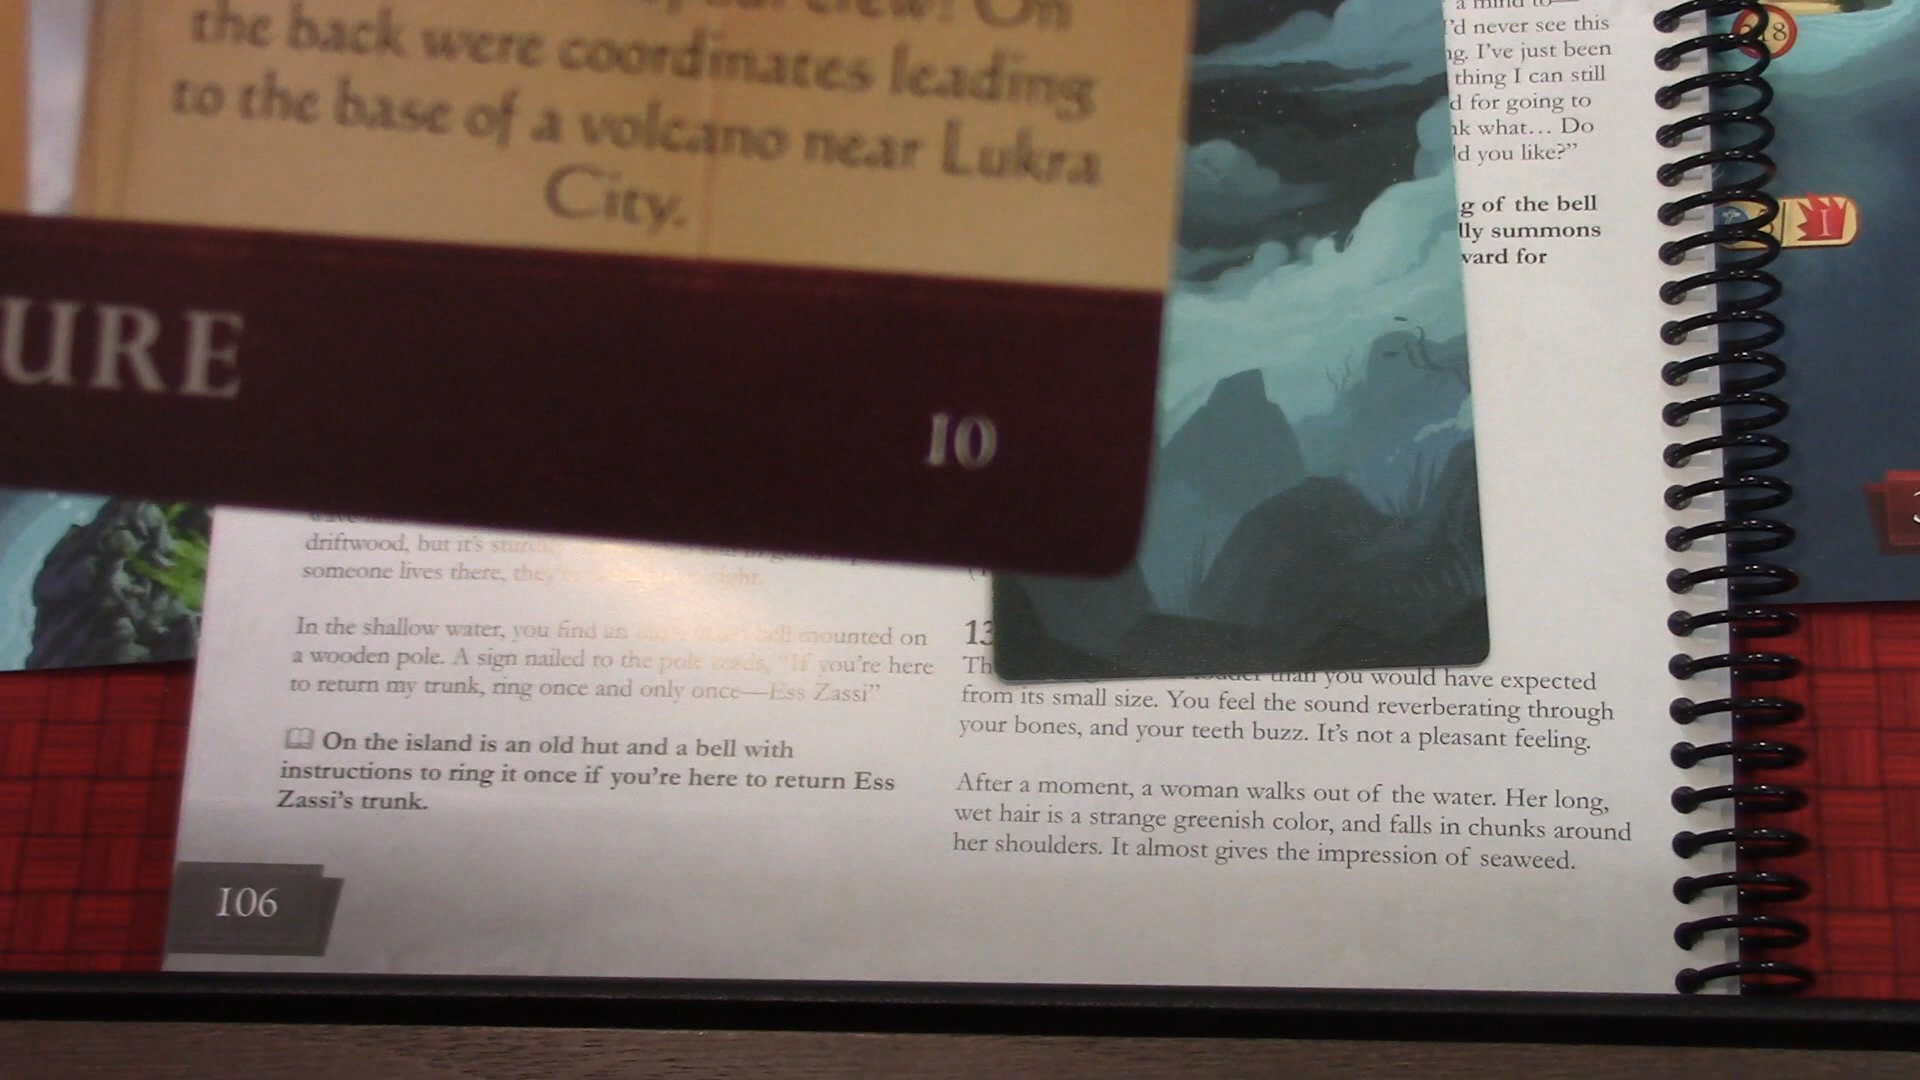 crew! On
the back were coordinates leading
to the base of a volcano near Lukra
City.
URE
10
driftwood, but it's
someone lives there,
In the shallow water, you find an bell mounted on
a wooden pole. A sign nailed to the pole reads, "If you're here
to return my trunk, ring once and only once—Ess Zassi"
On the island is an old hut and a bell with
instructions to ring it once if you're here to return Ess
Zassi's trunk.
106
a mind to—
I'd never see this
I've just been
thing I can still
for going to
what… Do
you like?"
of the bell
summons
for
13
than you would have expected
from its small size. You feel the sound reverberating through
your bones, and your teeth buzz. It's not a pleasant feeling.
After a moment, a woman walks out of the water. Her long,
wet hair is a strange greenish color, and falls in chunks around
her shoulders. It almost gives the impression of seaweed.
I